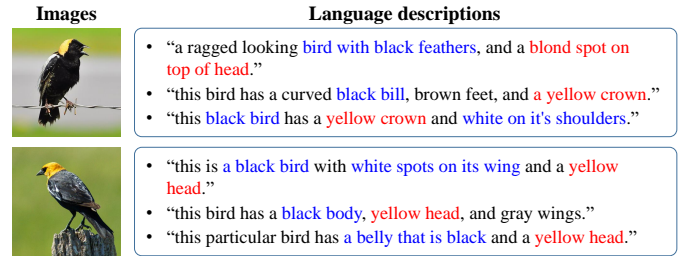 Images
Language descriptions
• “a ragged looking bird with black feathers, and a blond spot on
top of head.”
• “this bird has a curved black bill, brown feet, and a yellow crown.”
• “this black bird has a yellow crown and white on it's shoulders.”
• “this is a black bird with white spots on its wing and a yellow
head.”
• “this bird has a black body, yellow head, and gray wings.”
• “this particular bird has a belly that is black and a yellow head.”